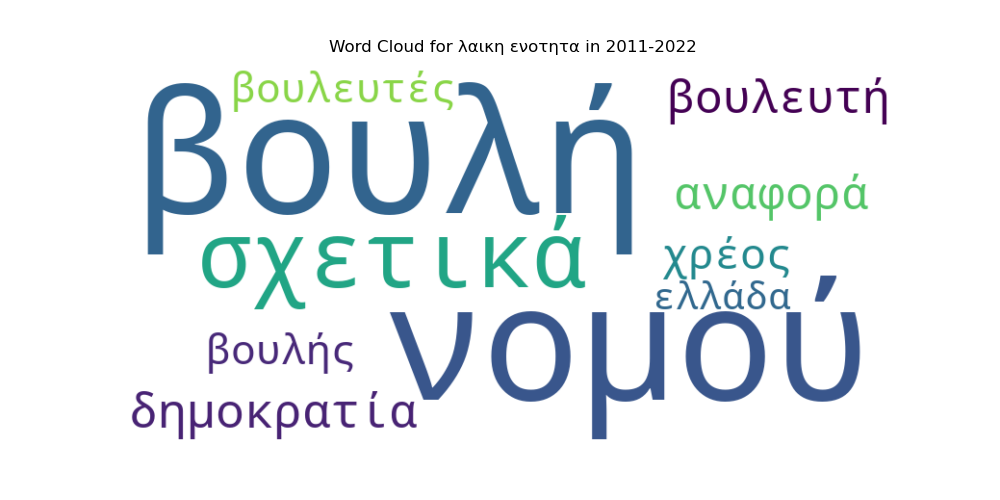 Word Cloud for λαικη ενοτητα in 2011-2022
βουλευτές
βουλευτή
βουλή
αναφορά
σχετικά
χρέος
ελλάδα
νομού
βουλής
δημοκρατία